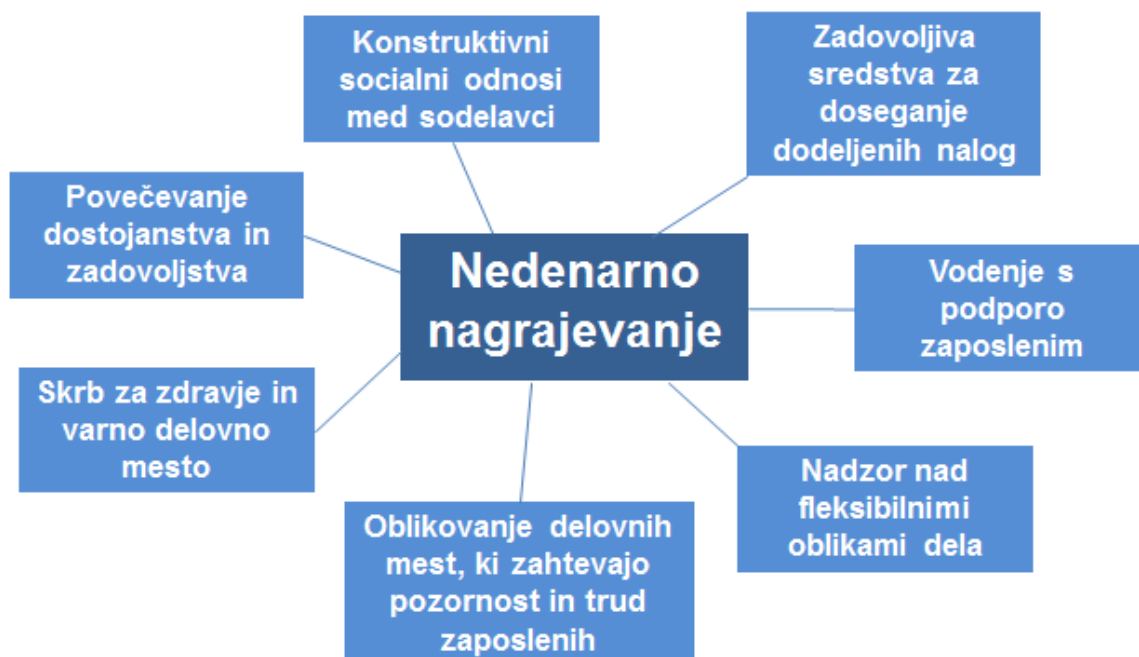 Konstruktivni
socialni odnosi
med sodelavci
Zadovoljiva
sredstva za
doseganje
dodeljenih nalog
Povečevanje
dostojanstva in
zadovoljstva
Nedenarno
nagrajevanje
Vodenje s
podporo
zaposlenim
Skrb za zdravje in
varno delovno
mesto
Nadzor nad
fleksibilnimi
oblikami dela
Oblikovanje delovnih
mest, ki zahtevajo
pozornost in trud
zaposlenih